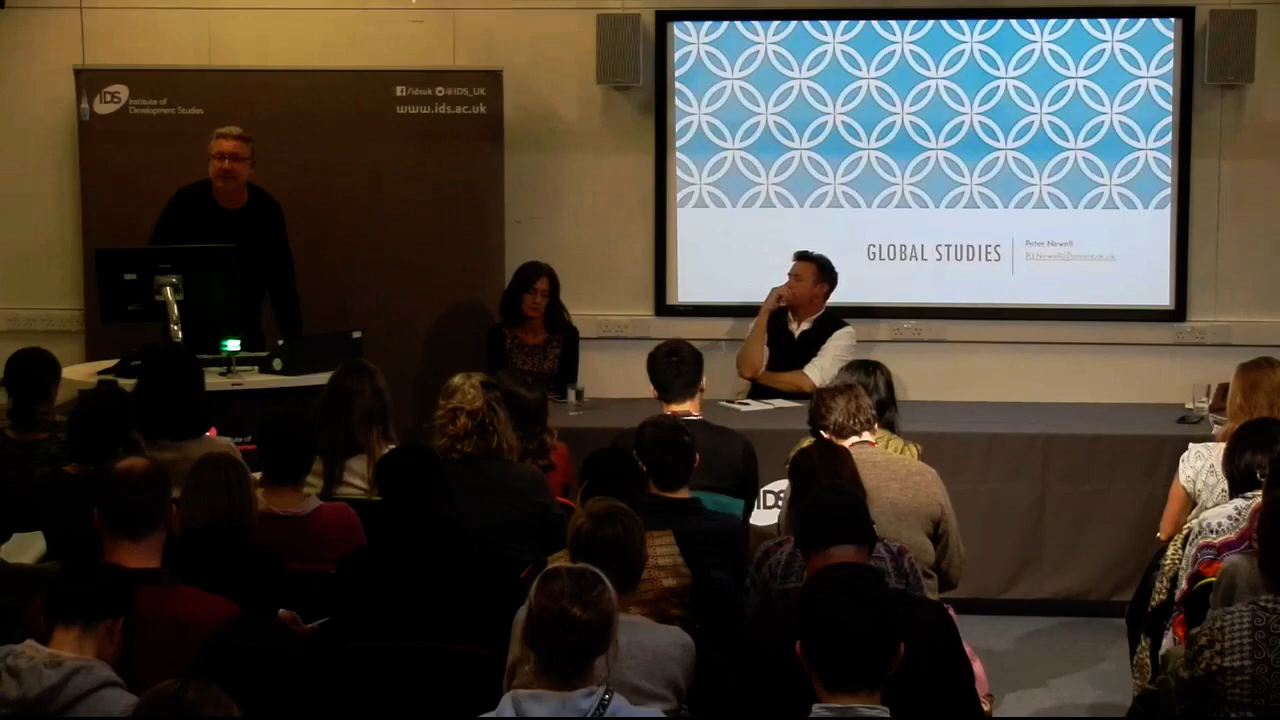 IDS
Institute of
Development Studies
/idsuk @IDS_UK
www.ids.ac.uk
GLOBAL STUDIES
Peter Newell
IDS